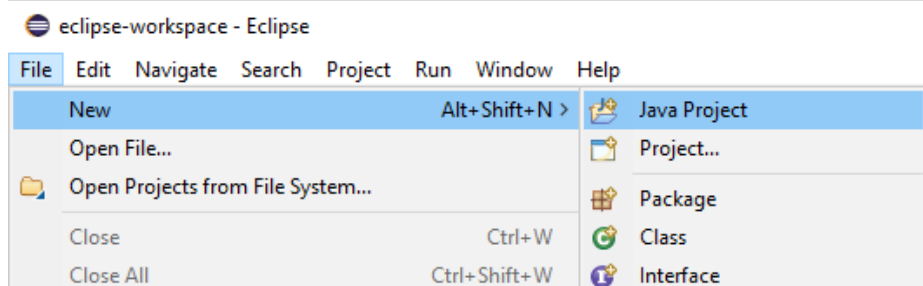 eclipse-workspace - Eclipse
File Edit Navigate Search Project Run Window Help
New Alt+Shift+N > Java Project
Open File... Project...
Open Projects from File System... Package
Close Ctrl+W Class
Close All Ctrl+Shift+W Interface